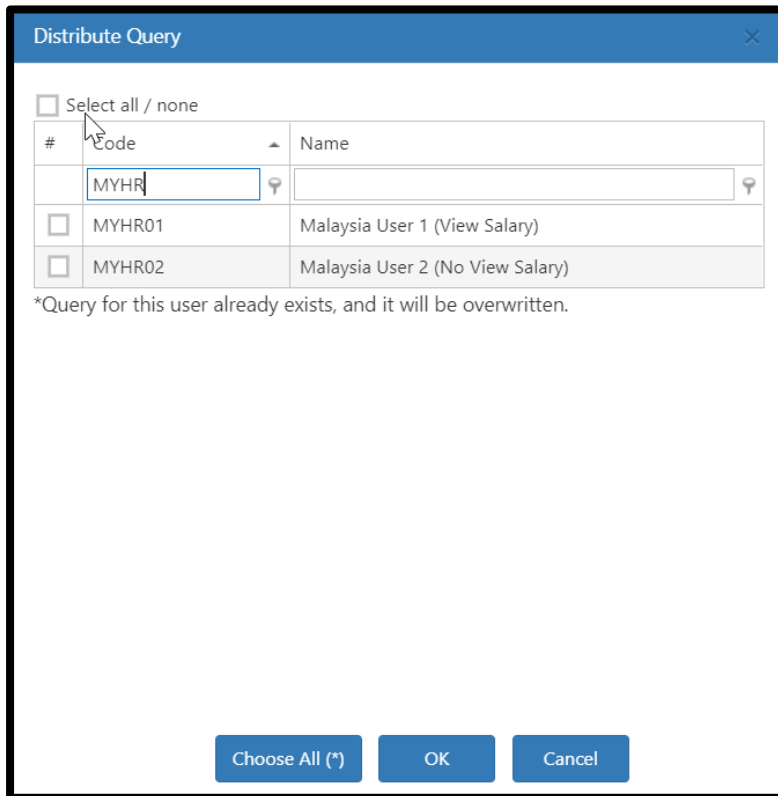 Distribute Query
Select all / none
# Code Name
MYHR
MYHR01 Malaysia User 1 (View Salary)
MYHR02 Malaysia User 2 (No View Salary)
*Query for this user already exists, and it will be overwritten.
Choose All (*) OK Cancel